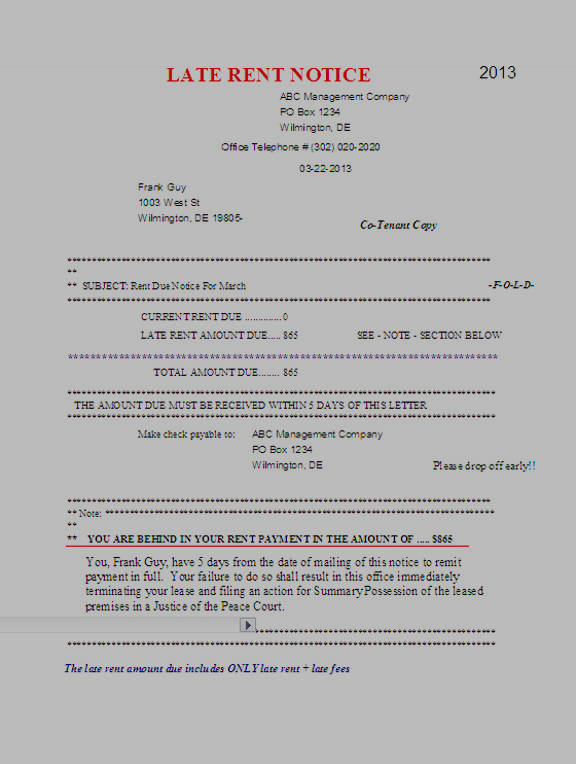 LATE RENT NOTICE 2013
ABC Management Company
PO Box 1234
Wilmington, DE
Office Telephone # (302) 020-2020
03-22-2013
Frank Guy
1003 West St
Wilmington, DE 19805-
Co-Tenant Copy
**************************************************************************************
**
** SUBJECT: Rent Due Notice For March -F-O-L-D-
**************************************************************************************
CURRENT RENT DUE ..............0
LATE RENT AMOUNT DUE..... 865 SEE - NOTE - SECTION BELOW
******************************************************************************
TOTAL AMOUNT DUE........ 865
**************************************************************************************
THE AMOUNT DUE MUST BE RECEIVED WITHIN 5 DAYS OF THIS LETTER
**************************************************************************************
Make check payable to: ABC Management Company
PO Box 1234
Wilmington, DE Please drop off early!!
**************************************************************************************
** Note: ******************************************************************************
**
** YOU ARE BEHIND IN YOUR RENT PAYMENT IN THE AMOUNT OF ..... $865
You, Frank Guy, have 5 days from the date of mailing of this notice to remit
payment in full. Your failure to do so shall result in this office immediately
terminating your lease and filing an action for Summary Possession of the leased
premises in a Justice of the Peace Court.
*************************************************
**************************************************************************************
The late rent amount due includes ONLY late rent + late fees